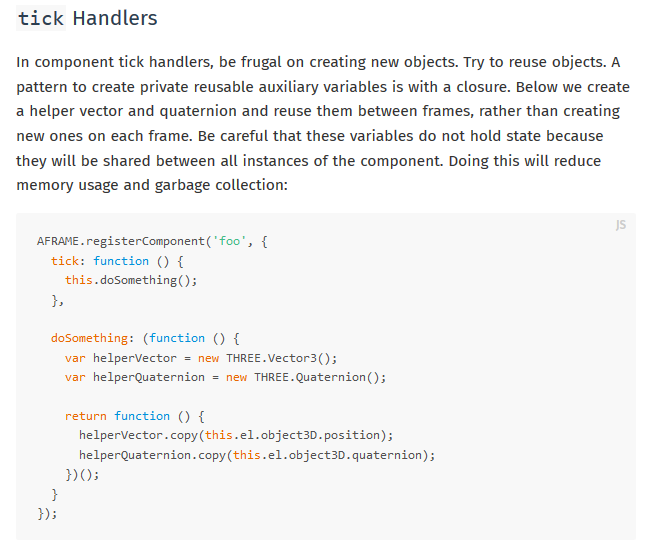 tick Handlers
In component tick handlers, be frugal on creating new objects. Try to reuse objects. A
pattern to create private reusable auxiliary variables is with a closure. Below we create
a helper vector and quaternion and reuse them between frames, rather than creating
new ones on each frame. Be careful that these variables do not hold state because
they will be shared between all instances of the component. Doing this will reduce
memory usage and garbage collection:
JS
AFRAME.registerComponent('foo', {
  tick: function () {
    this.doSomething();
  },

  doSomething: (function () {
    var helperVector = new THREE.Vector3();
    var helperQuaternion = new THREE.Quaternion();

    return function () {
      helperVector.copy(this.el.object3D.position);
      helperQuaternion.copy(this.el.object3D.quaternion);
    })();
  }
});